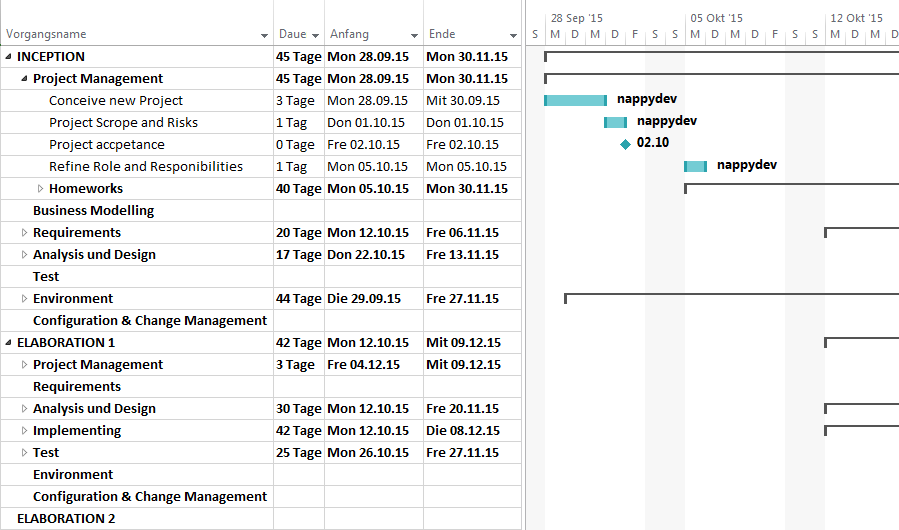 28 Sep '15 05 Okt '15 12 Okt '15
Vorgangsname Daue Anfang Ende S M D M D F S S M D M D F S S M D M D
INCEPTION 45 Tage Mon 28.09.15 Mon 30.11.15
Project Management 45 Tage Mon 28.09.15 Mon 30.11.15
Conceive new Project 3 Tage Mon 28.09.15 Mit 30.09.15 nappydev
Project Scrope and Risks 1 Tag Don 01.10.15 Don 01.10.15 nappydev
Project accpetance 0 Tage Fre 02.10.15 Fre 02.10.15 02.10
Refine Role and Responibilities 1 Tag Mon 05.10.15 Mon 05.10.15 nappydev
Homeworks 40 Tage Mon 05.10.15 Mon 30.11.15
Business Modelling
Requirements 20 Tage Mon 12.10.15 Fre 06.11.15
Analysis und Design 17 Tage Don 22.10.15 Fre 13.11.15
Test
Environment 44 Tage Die 29.09.15 Fre 27.11.15
Configuration & Change Management
ELABORATION 1 42 Tage Mon 12.10.15 Mit 09.12.15
Project Management 3 Tage Fre 04.12.15 Mit 09.12.15
Requirements
Analysis und Design 30 Tage Mon 12.10.15 Fre 20.11.15
Implementing 42 Tage Mon 12.10.15 Die 08.12.15
Test 25 Tage Mon 26.10.15 Fre 27.11.15
Environment
Configuration & Change Management
ELABORATION 2